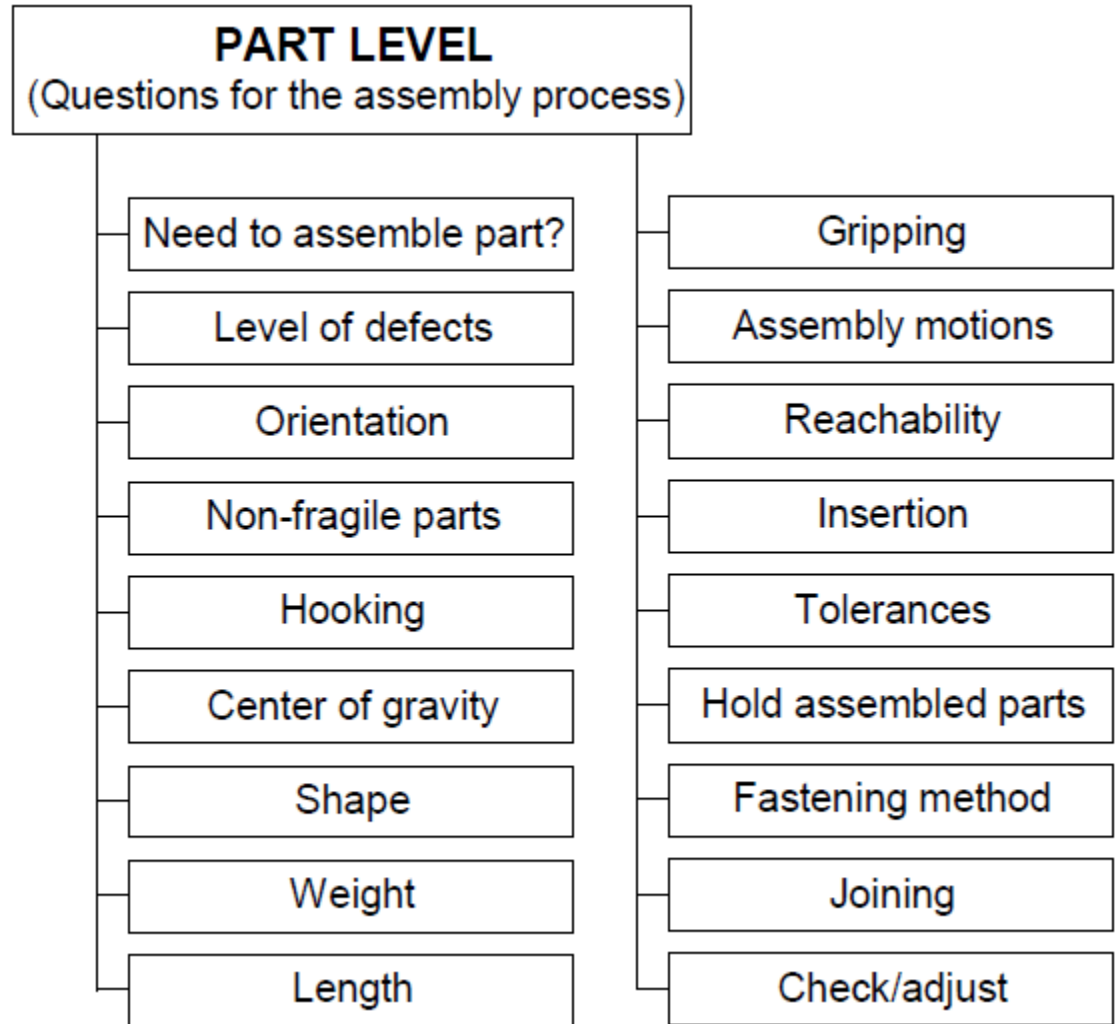 PART LEVEL
(Questions for the assembly process)
Need to assemble part?
Level of defects
Orientation
Non-fragile parts
Hooking
Center of gravity
Shape
Weight
Length
Gripping
Assembly motions
Reachability
Insertion
Tolerances
Hold assembled parts
Fastening method
Joining
Check/adjust